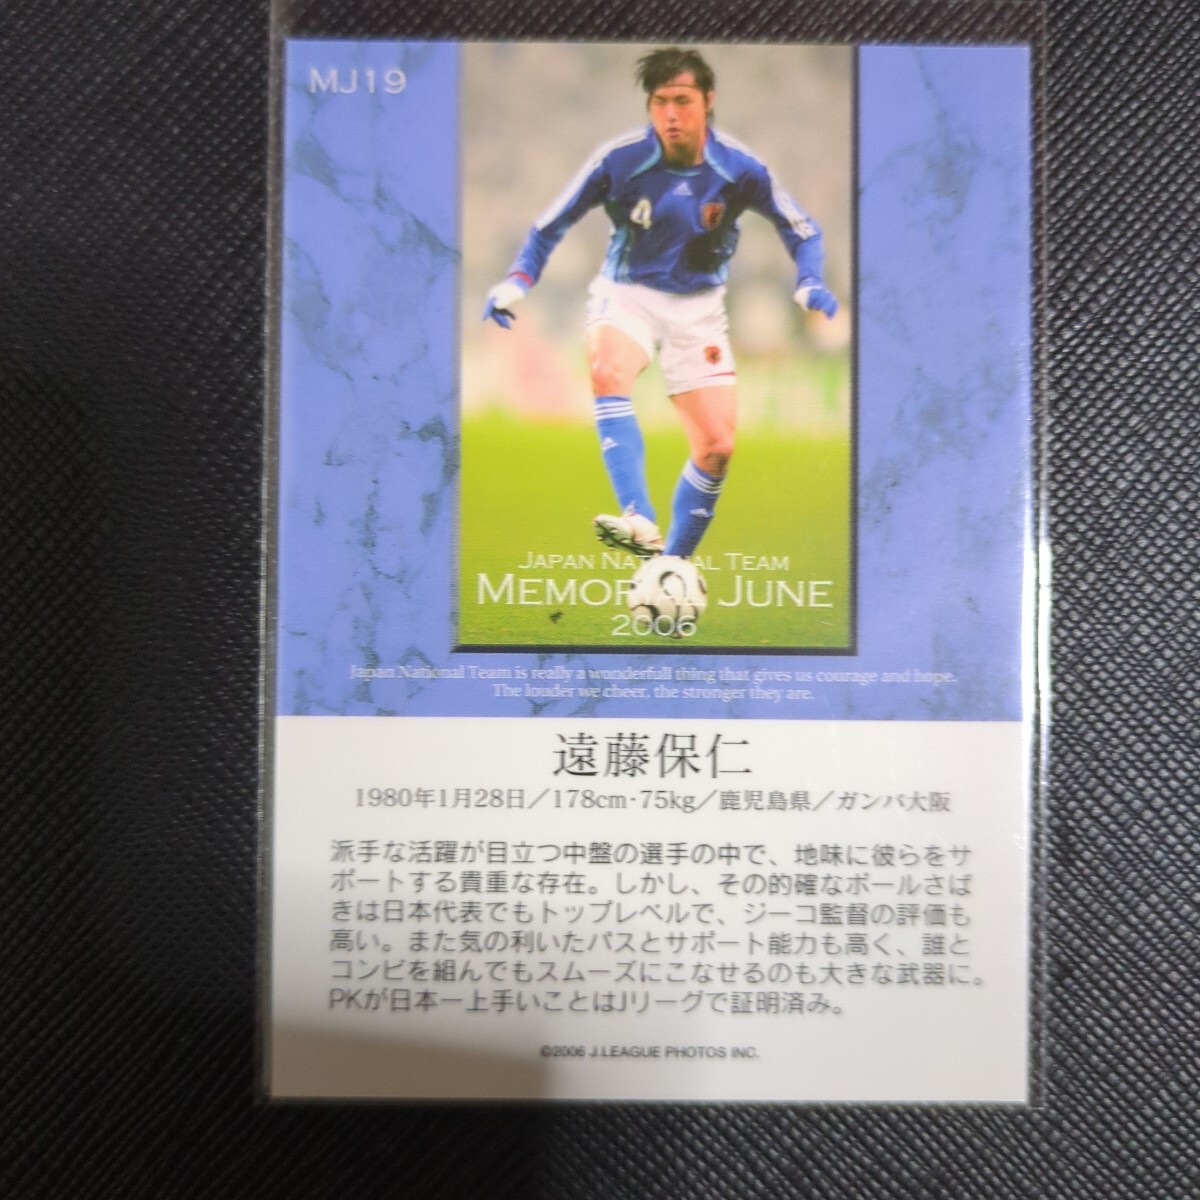 MJ19
4
JAPAN NATIONAL TEAM
MEMORIAL JUNE
2006
Japan National Team is really a wonderfull thing that gives us courage and hope.
The louder we cheer, the stronger they are.
遠藤保仁
1980年1月28日／178cm・75kg／鹿児島県／ガンバ大阪
派手な活躍が目立つ中盤の選手の中で、地味に彼らをサ
ポートする貴重な存在。しかし、その的確なボールさば
きは日本代表でもトップレベルで、ジーコ監督の評価も
高い。また気の利いたパスとサポート能力も高く、誰と
コンビを組んでもスムーズにこなせるのも大きな武器に。
PKが日本一上手いことはJリーグで証明済み。
©2006 J.LEAGUE PHOTOS INC.